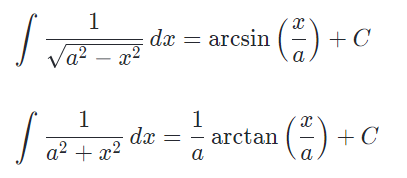 ∫ 1/√(a² − x²) dx = arcsin (x/a) + C
∫ 1/(a² + x²) dx = 1/a arctan (x/a) + C